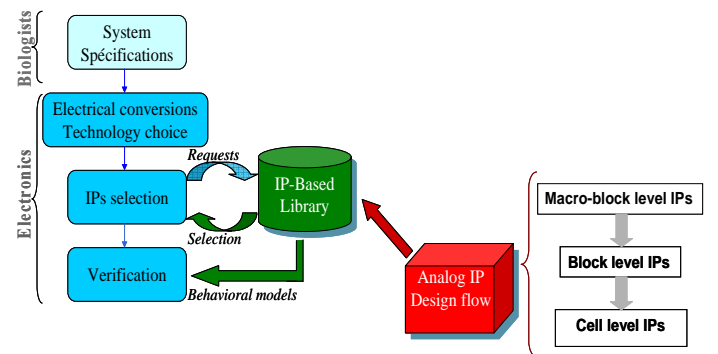 Biologists
System
Spécifications
Electronics
Electrical conversions
Technology choice
Requests
IPs selection
IP-Based
Library
Selection
Verification
Behavioral models
Analog IP
Design flow
Macro-block level IPs
Block level IPs
Cell level IPs